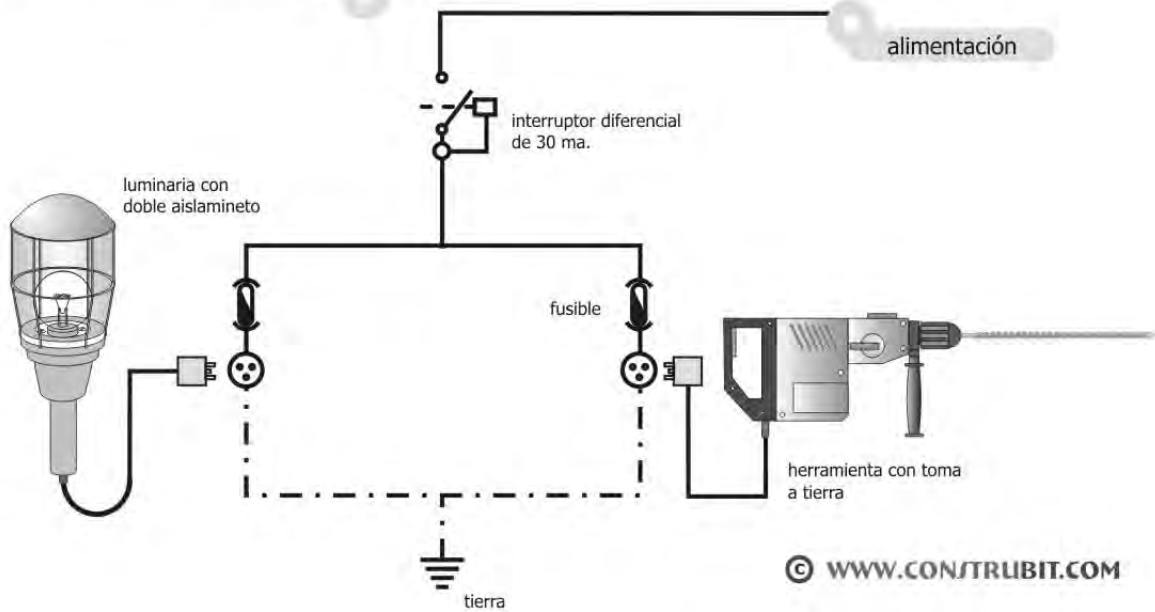 alimentación
interruptor diferencial
de 30 ma.
luminaria con
doble aislamineto
fusible
herramienta con toma
a tierra
© WWW.CONSTRUBIT.COM
tierra